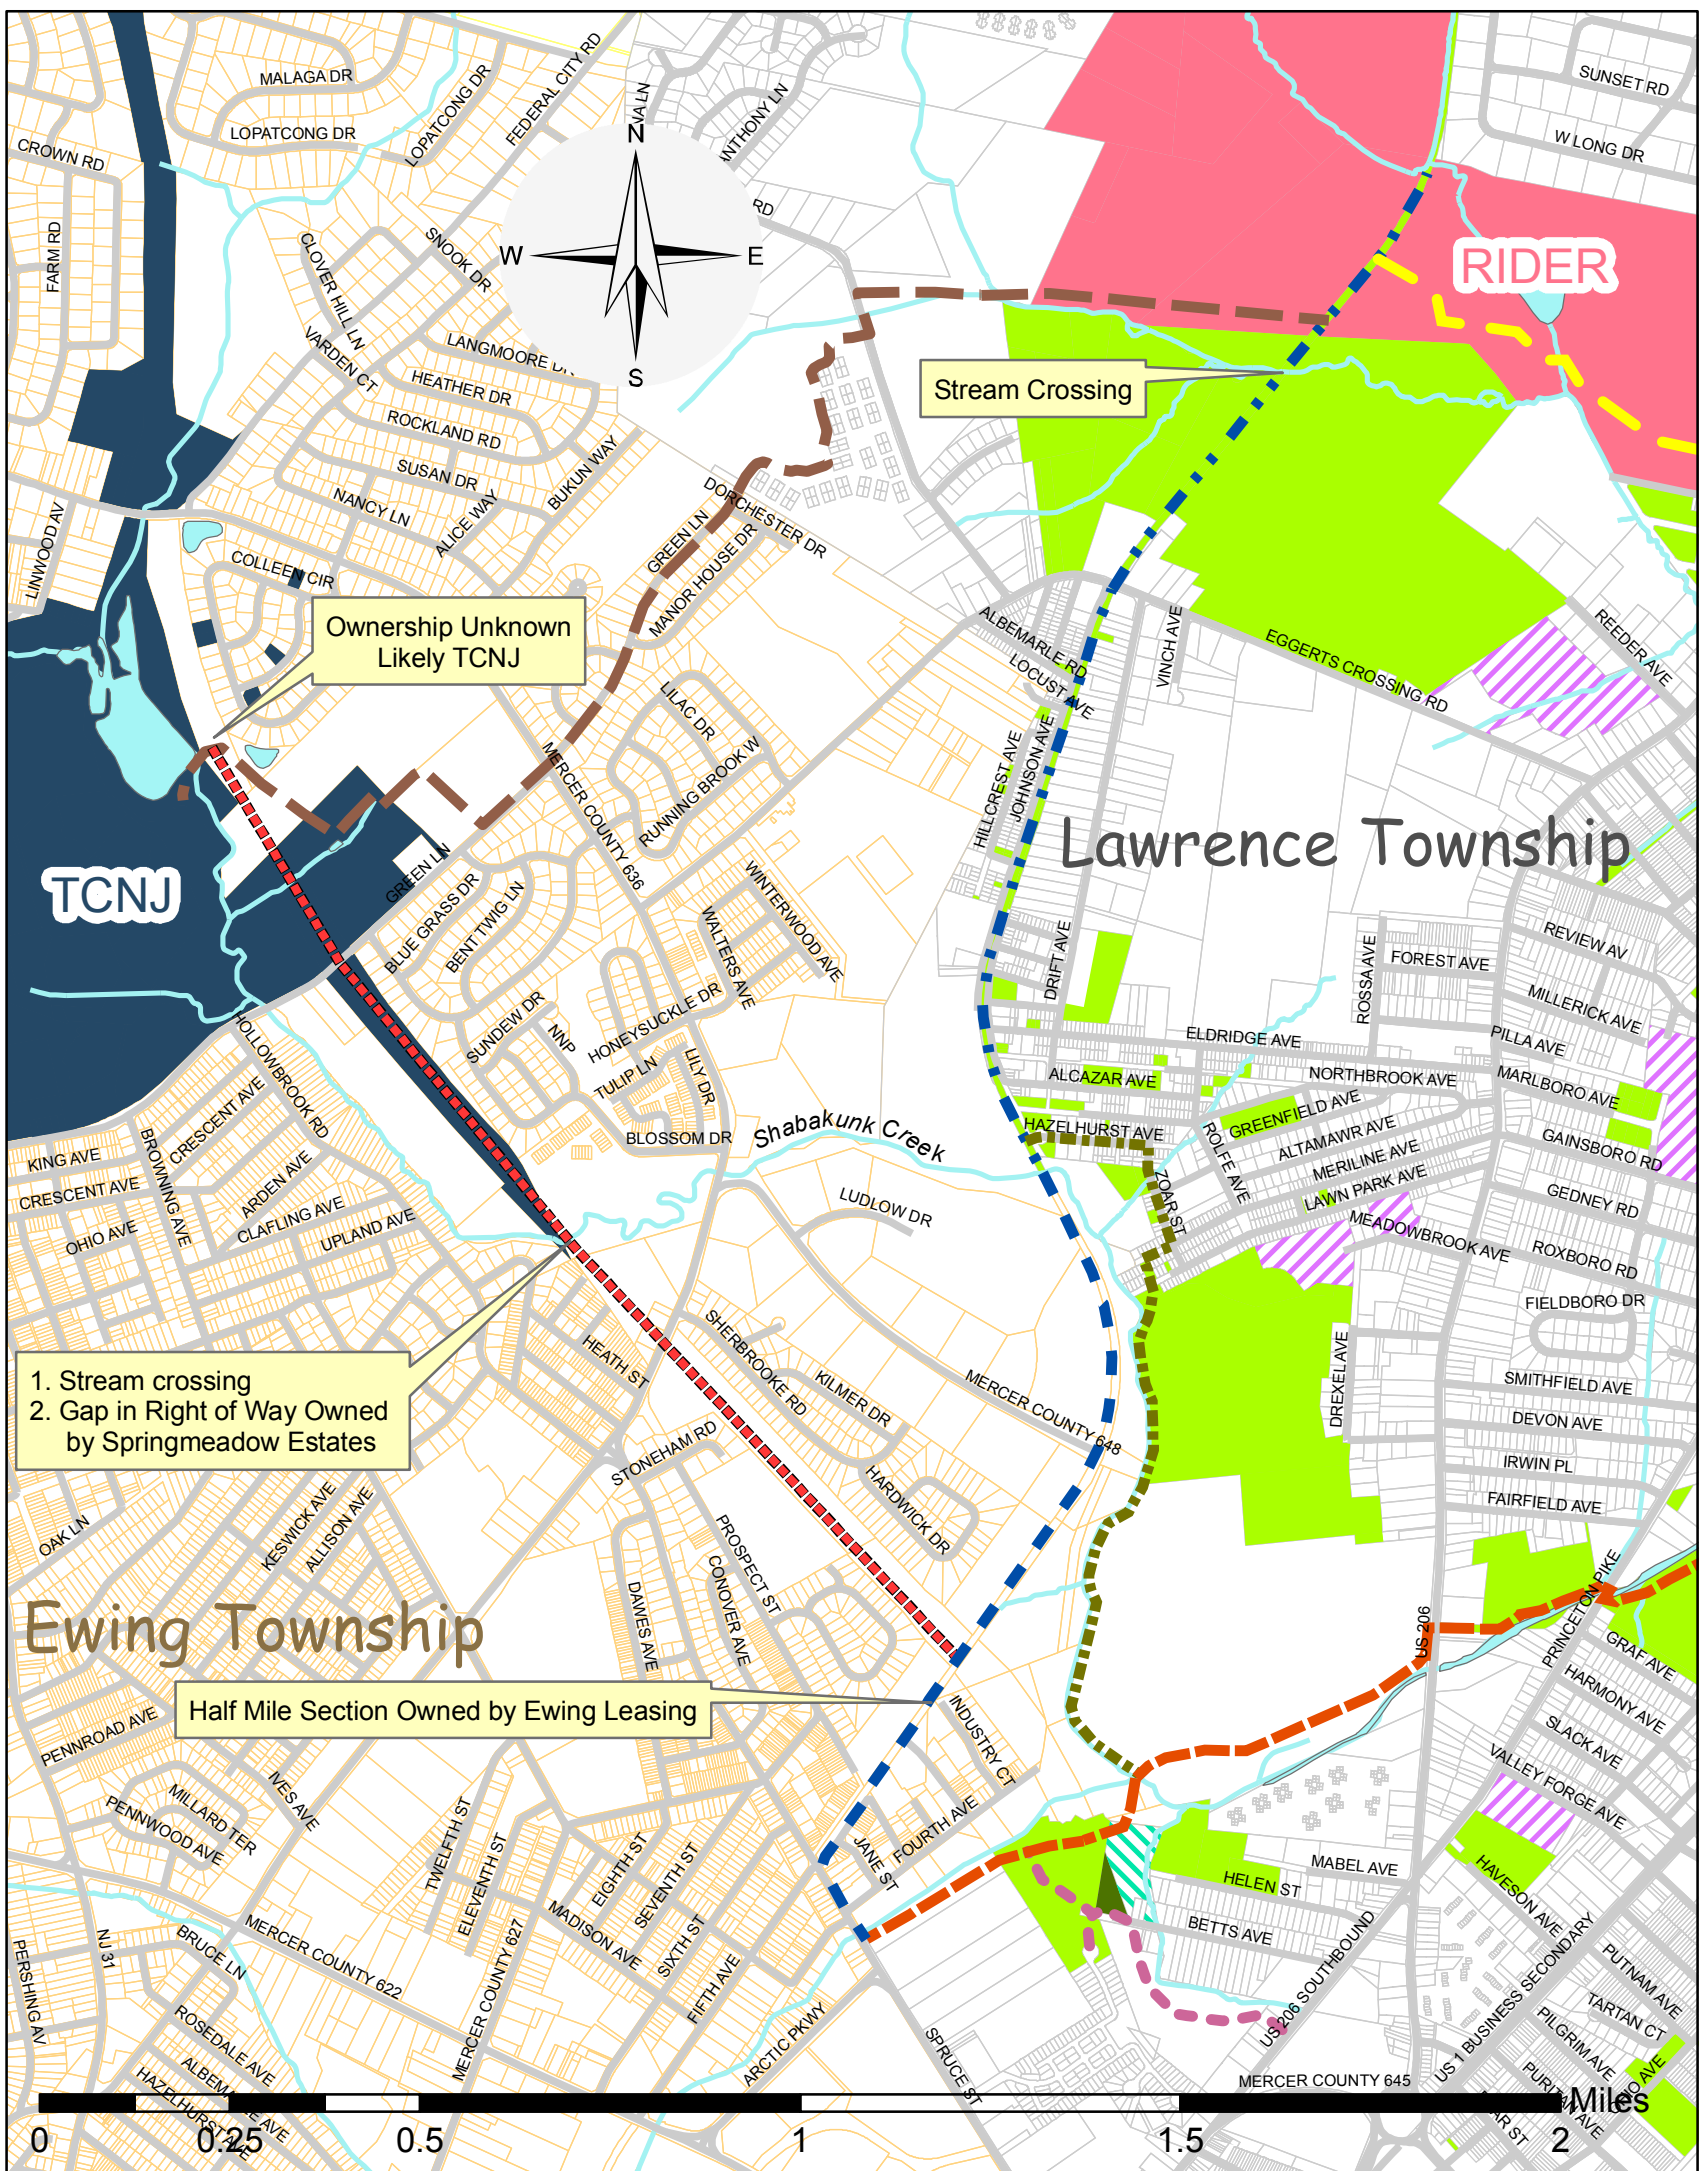 MALAGA DR
LOPATCONG DR
LOPATCONG DR
FEDERAL CITY RD
CROWN RD
FARM RD
ANTHONY LN
SUNSET RD
W LONG DR
N
W
E
S
RD
RIDER
CLOVER HILL LN
SNOOK DR
VARDEN CT
LANGMOORE
HEATHER DR
ROCKLAND RD
SUSAN DR
NANCY LN
ALICE WAY
BUKUN WAY
Stream Crossing
LINWOOD AV
COLLEEN CIR
DORCHESTER DR
GREEN LN
MANOR HOUSE DR
Ownership Unknown
Likely TCNJ
ALBEMARLE RD
LOCUST AVE
VINCH AVE
EGGERTS CROSSING RD
REEDER AVE
LILAC DR
RUNNING BROOK W
MERCER COUNTY 636
HILLCREST AVE
JOHNSON AVE
Lawrence Township
TCNJ
GREEN LN
BLUE GRASS DR
BENT TWIG LN
WALTERS AVE
WINTERWOOD AVE
DRIFT AVE
ROSSA AVE
FOREST AVE
REVIEW AV
MILLERICK AVE
PILLA AVE
SUNDEW DR
NNP
HONEYSUCKLE DR
TULIP LN
LILY DR
BLOSSOM DR
HOLLOWBROOK RD
CRESCENT AVE
ELDRIDGE AVE
ALCAZAR AVE
NORTHBROOK AVE
MARLBORO AVE
HAZELHURST AVE
GREENFIELD AVE
ALTAMAWR AVE
MERILINE AVE
LAWN PARK AVE
GAINSBORO RD
GEDNEY RD
ROLFE AVE
ZOAR ST
MEADOWBROOK AVE
ROXBORO RD
Shabakunk Creek
KING AVE
CRESCENT AVE
BROWNING AVE
OHIO AVE
ARDEN AVE
CLAFLING AVE
UPLAND AVE
LUDLOW DR
FIELDBORO DR
DREXEL AVE
SMITHFIELD AVE
DEVON AVE
IRWIN PL
FAIRFIELD AVE
1. Stream crossing
2. Gap in Right of Way Owned
by Springmeadow Estates
HEATH ST
SHERBROOKE RD
KILMER DR
MERCER COUNTY 648
STONEHAM RD
HARDWICK DR
OAK LN
KESWICK AVE
ALLISON AVE
PROSPECT ST
CONOVER AVE
DAWES AVE
Ewing Township
US 206
PRINCETON PIKE
GRAF AVE
HARMONY AVE
SLACK AVE
VALLEY FORGE AVE
Half Mile Section Owned by Ewing Leasing
INDUSTRY CT
PENNROAD AVE
MILLARD TER
PENNWOOD AVE
IVES AVE
TWELFTH ST
ELEVENTH ST
EIGHTH ST
SEVENTH ST
MADISON AVE
SIXTH ST
FIFTH AVE
JANE ST
FOURTH AVE
MABEL AVE
HELEN ST
BETTS AVE
HAVESON AVE
PUTNAM AVE
TARTAN CT
PILGRIM AVE
PERSHING AV
NJ 31
BRUCE LN
MERCER COUNTY 622
MERCER COUNTY 627
ROSEDALE AVE
HAZELHURST AVE
ARCTIC PKWY
SPRUCE ST
US 206 SOUTHBOUND
US 1 BUSINESS SECONDARY
MERCER COUNTY 645
Miles
0
0.25
0.5
1
1.5
2